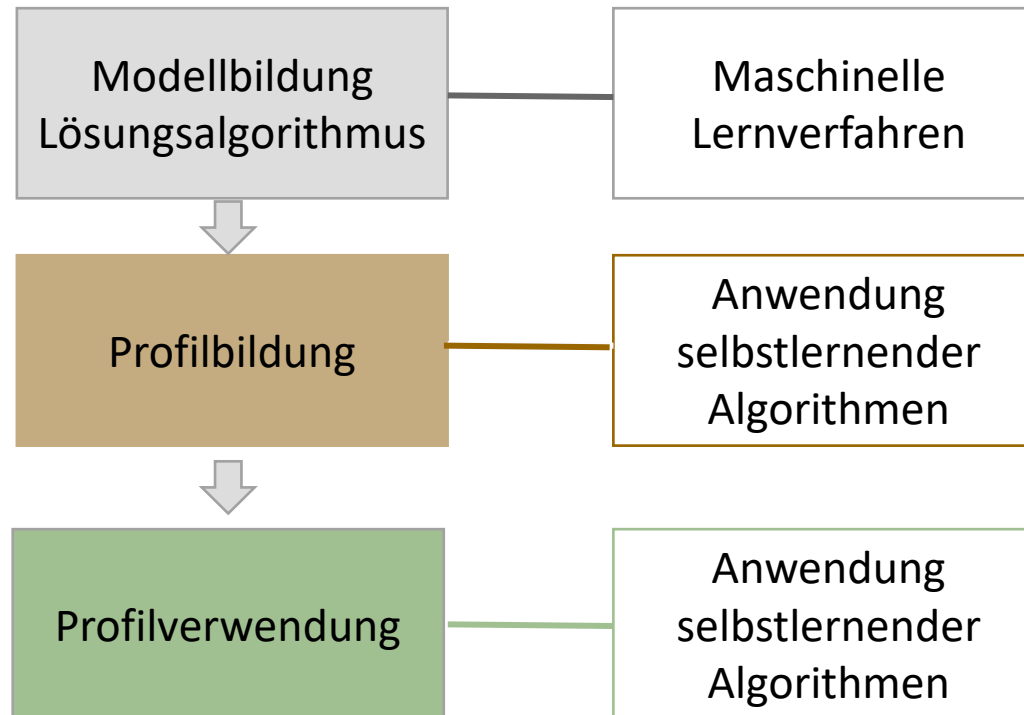 Modellbildung
Lösungsalgorithmus
Maschinelle
Lernverfahren
Profilbildung
Anwendung
selbstlernender
Algorithmen
Profilverwendung
Anwendung
selbstlernender
Algorithmen